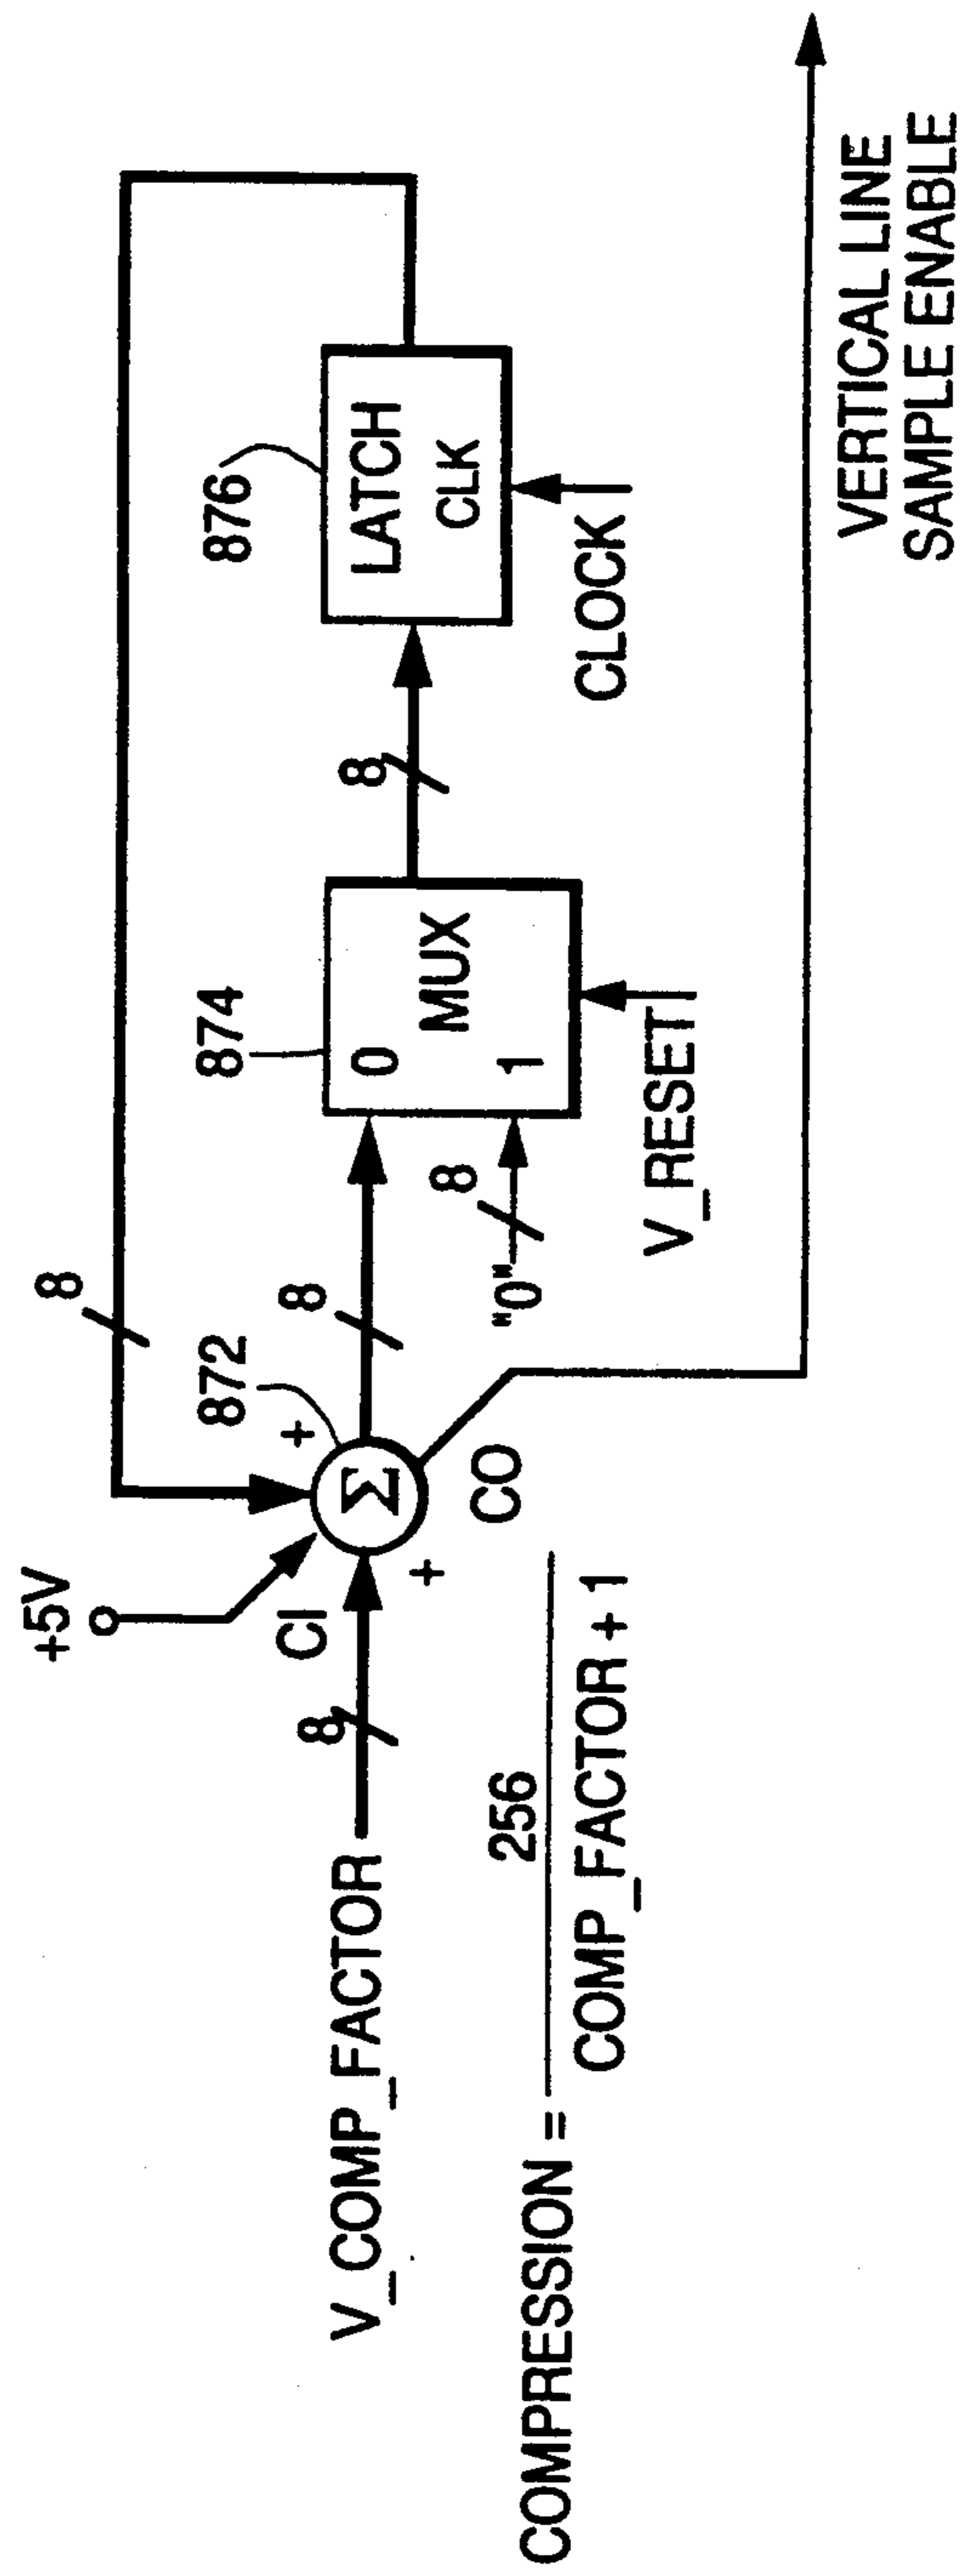 8
+5V
876
LATCH
CLK
CLOCK
8
874
0
MUX
1
8
"0"
V_RESET
872
8
+
Σ
CI
CO
+
8
V_COMP_FACTOR
COMPRESSION = 256
COMP_FACTOR + 1
VERTICAL LINE
SAMPLE ENABLE